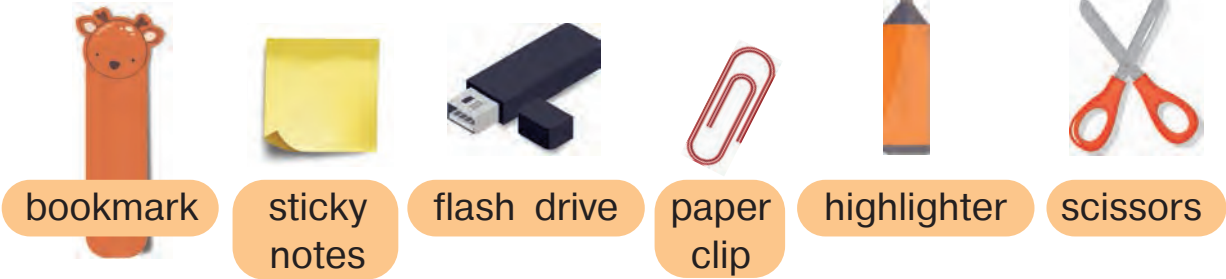 bookmark
sticky
notes
flash drive
paper
clip
highlighter
scissors